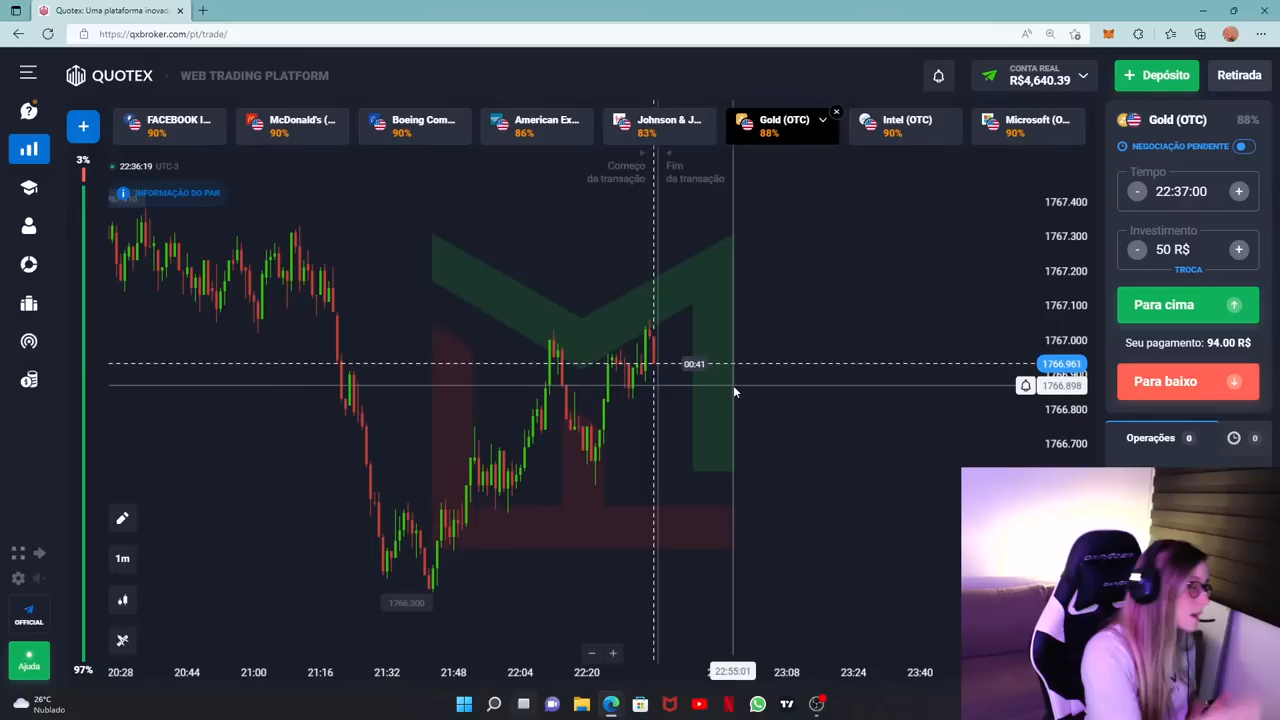 Quotex: Uma plataforma inovad
https://qxbroker.com/pt/trade/
QUOTEX
WEB TRADING PLATFORM
CONTA REAL
R$4,640.39
+ Depósito
Retirada
FACEBOOK I...
90%
McDonald's (...
90%
Boeing Com...
90%
American Ex...
86%
Johnson & J...
83%
Gold (OTC)
88%
Intel (OTC)
90%
Microsoft (O...
90%
3%
22:36:19 UTC-3
INFORMAÇÃO DO PAR
Começo
da transação
Fim
da transação
1767.400
1767.300
1767.200
1767.100
1767.000
1766.961
1766.898
1766.800
1766.700
00:41
1766.300
1m
97%
20:28
20:44
21:00
21:16
21:32
21:48
22:04
22:20
22:55:01
23:08
23:24
23:40
Gold (OTC)
88%
NEGOCIAÇÃO PENDENTE
Tempo
- 22:37:00 +
Investimento
- 50 R$ +
TROCA
Para cima
Seu pagamento: 94.00 R$
Para baixo
Operações 0
0
OFFICIAL
Ajuda
26°C
Nublado